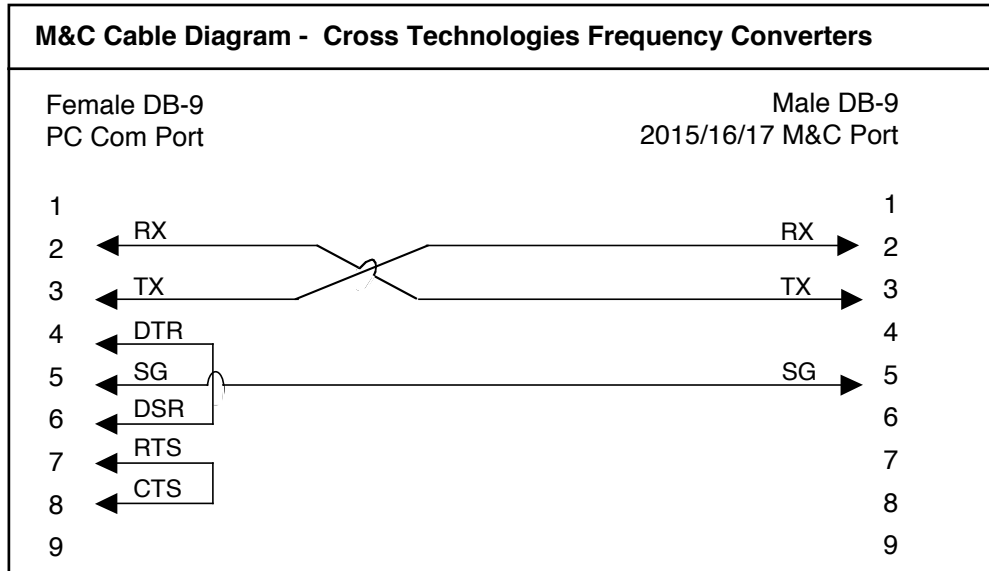 M&C Cable Diagram - Cross Technologies Frequency Converters
Female DB-9
PC Com Port
Male DB-9
2015/16/17 M&C Port
1 1
2 RX RX 2
3 TX TX 3
4 DTR 4
5 SG SG 5
6 DSR 6
7 RTS 7
8 CTS 8
9 9